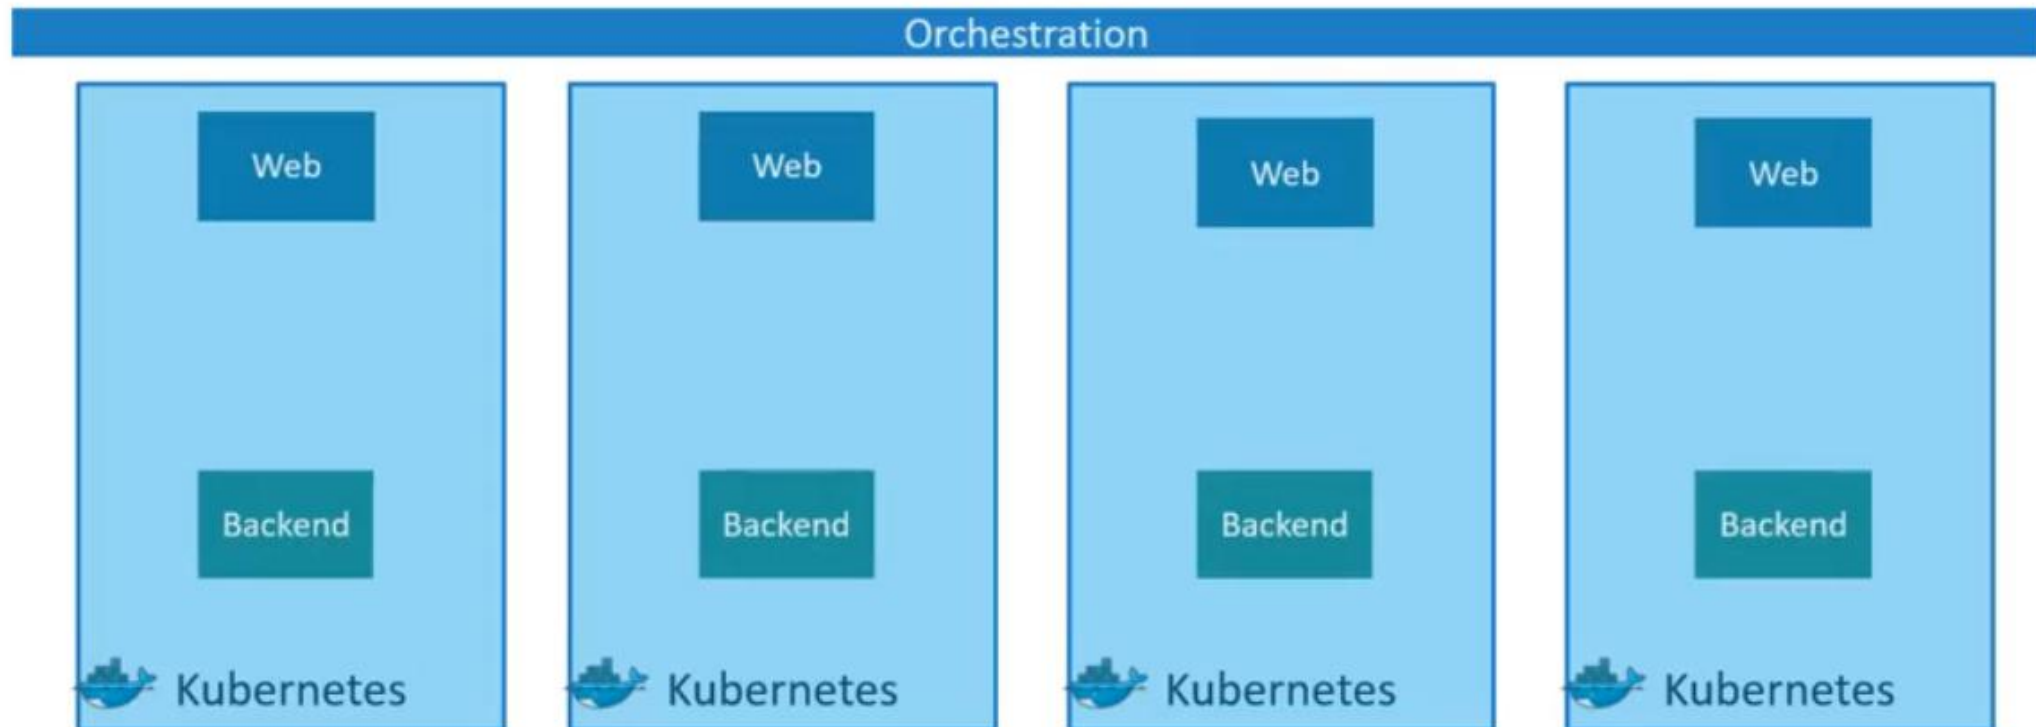 Orchestration
Web
Web
Web
Web
Backend
Backend
Backend
Backend
Kubernetes
Kubernetes
Kubernetes
Kubernetes